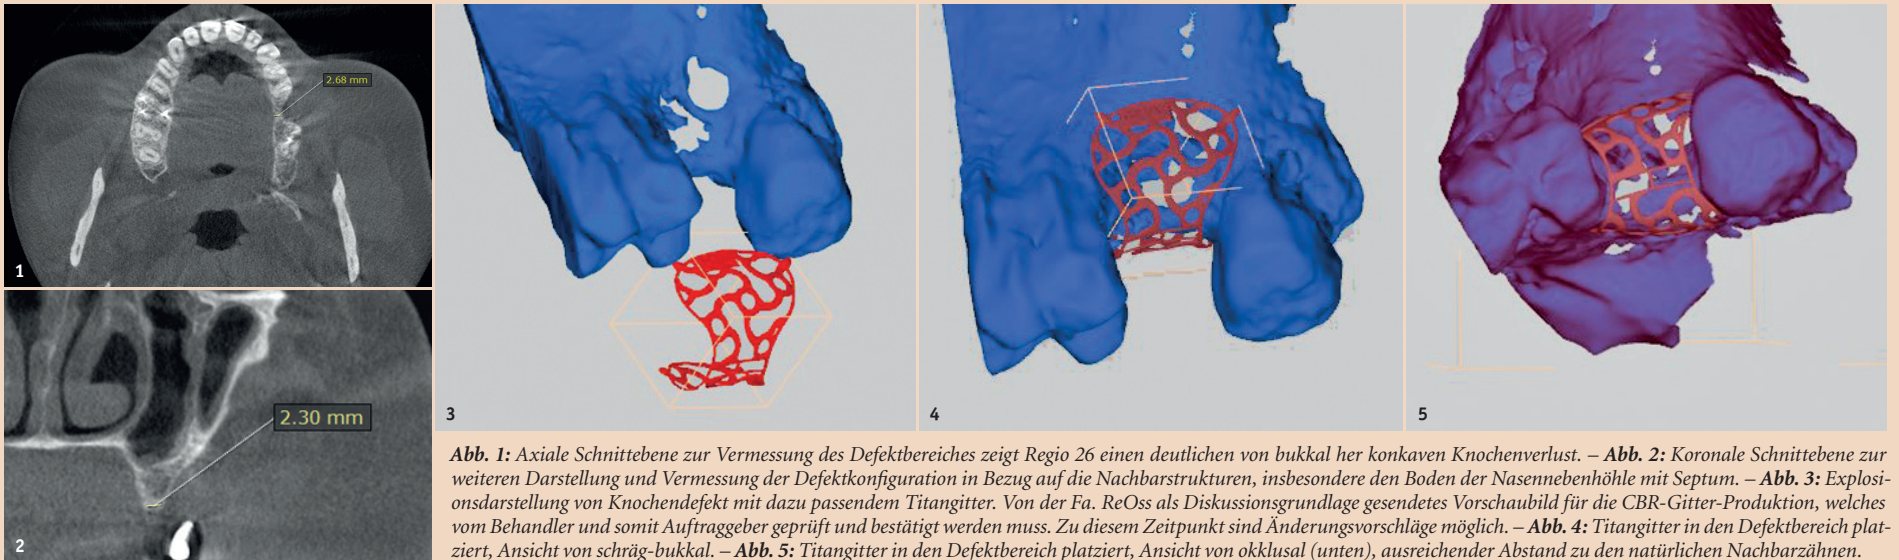 2.68 mm
1
2.30 mm
2
3
4
5
Abb. 1: Axiale Schnittebene zur Vermessung des Defektbereiches zeigt Regio 26 einen deutlichen von bukkal her konkaven Knochenverlust. – Abb. 2: Koronale Schnittebene zur
weiteren Darstellung und Vermessung der Defektkonfiguration in Bezug auf die Nachbarstrukturen, insbesondere den Boden der Nasennebenhöhle mit Septum. – Abb. 3: Explosi-
onsdarstellung von Knochendefekt mit dazu passendem Titangitter. Von der Fa. ReOss als Diskussionsgrundlage gesendetes Vorschaubild für die CBR-Gitter-Produktion, welches
vom Behandler und somit Auftraggeber geprüft und bestätigt werden muss. Zu diesem Zeitpunkt sind Änderungsvorschläge möglich. – Abb. 4: Titangitter in den Defektbereich plat-
ziert, Ansicht von schräg-bukkal. – Abb. 5: Titangitter in den Defektbereich platziert, Ansicht von okklusal (unten), ausreichender Abstand zu den natürlichen Nachbarzähnen.